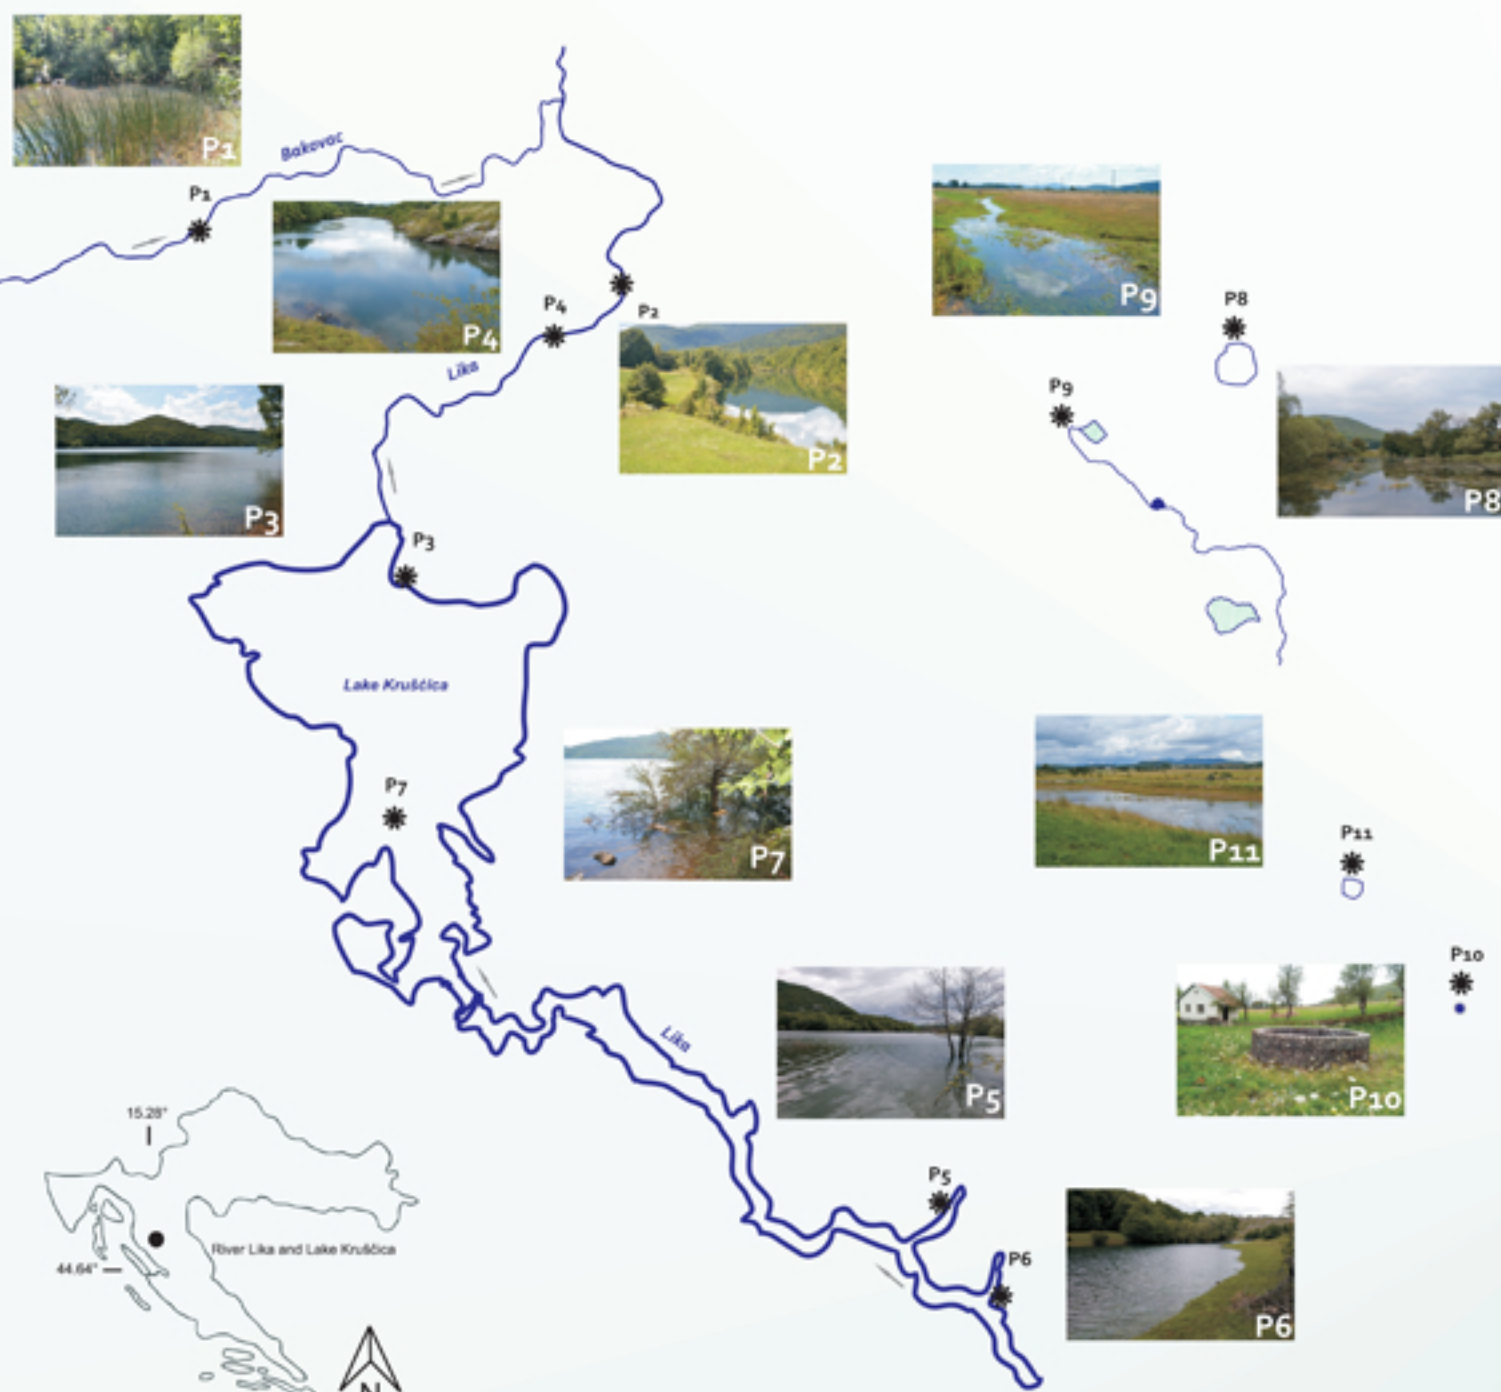 P1
Bakovac
P1
P4
P4
P2
P2
Lika
P3
P3
Lake Kruščica
P7
P7
P9
P8
P9
P8
P11
P11
P10
P10
Lika
P5
P5
P6
P6
15.28°
River Lika and Lake Kruščica
44.64°
N